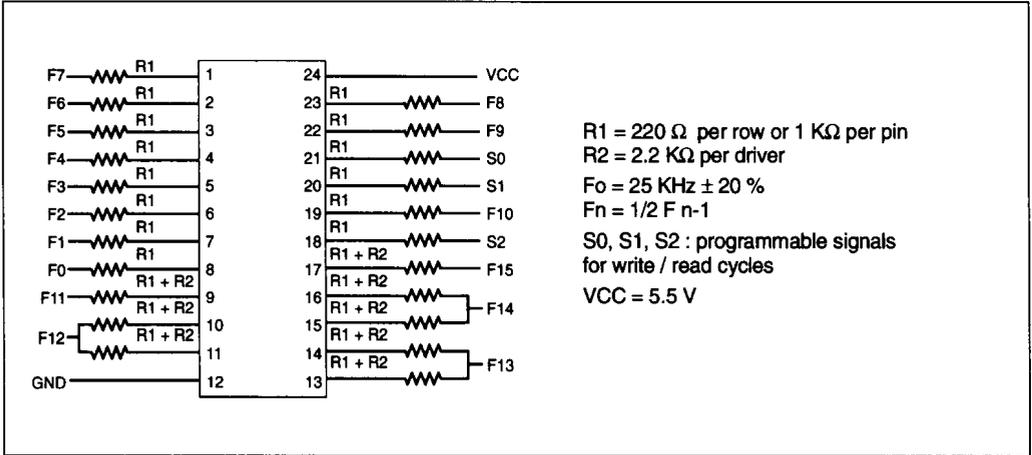 F7 R1 1 24 VCC
F6 R1 2 23 R1 F8
F5 R1 3 22 R1 F9
F4 R1 4 21 R1 S0
F3 R1 5 20 R1 S1
F2 R1 6 19 R1 F10
F1 R1 7 18 R1 S2
F0 R1 8 17 R1 + R2 F15
F11 R1 + R2 9 16 R1 + R2 F14
F12 R1 + R2 10 15 R1 + R2
R1 + R2 11 14 R1 + R2 F13
GND 12 13 R1 + R2
R1 = 220 Ω per row or 1 KΩ per pin
R2 = 2.2 KΩ per driver
Fo = 25 KHz ± 20 %
Fn = 1/2 F n-1
S0, S1, S2 : programmable signals
for write / read cycles
VCC = 5.5 V